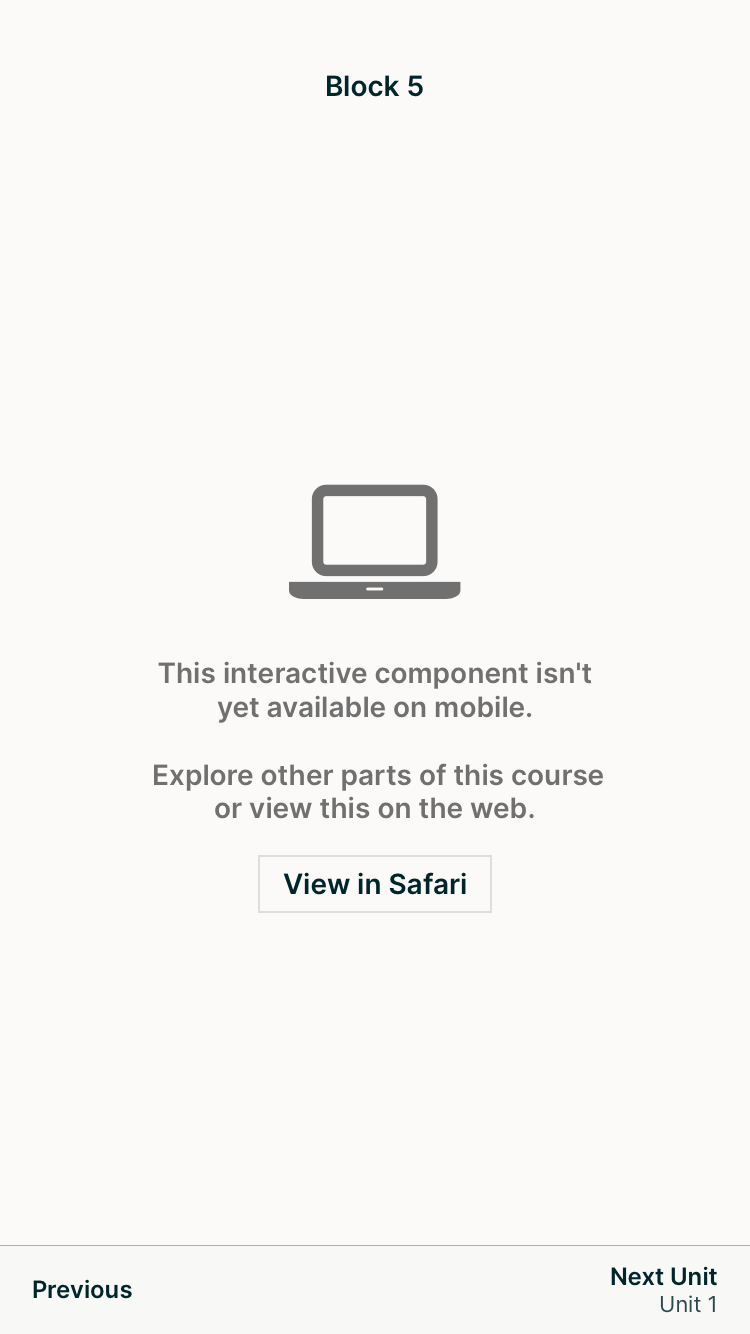 Block 5
This interactive component isn't
yet available on mobile.
Explore other parts of this course
or view this on the web.
View in Safari
Previous
Next Unit
Unit 1